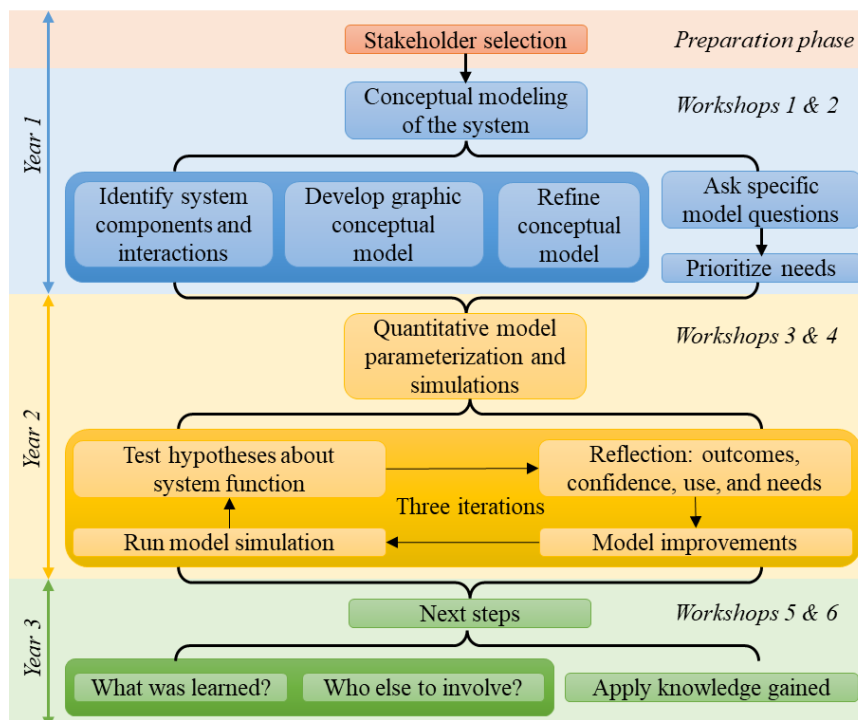 Stakeholder selection
Preparation phase
Year 1
Conceptual modeling
of the system
Workshops 1 & 2
Identify system
components and
interactions
Develop graphic
conceptual
model
Refine
conceptual
model
Ask specific
model questions
Prioritize needs
Year 2
Quantitative model
parameterization and
simulations
Workshops 3 & 4
Test hypotheses about
system function
Reflection: outcomes,
confidence, use, and needs
Three iterations
Run model simulation
Model improvements
Year 3
Next steps
Workshops 5 & 6
What was learned?
Who else to involve?
Apply knowledge gained